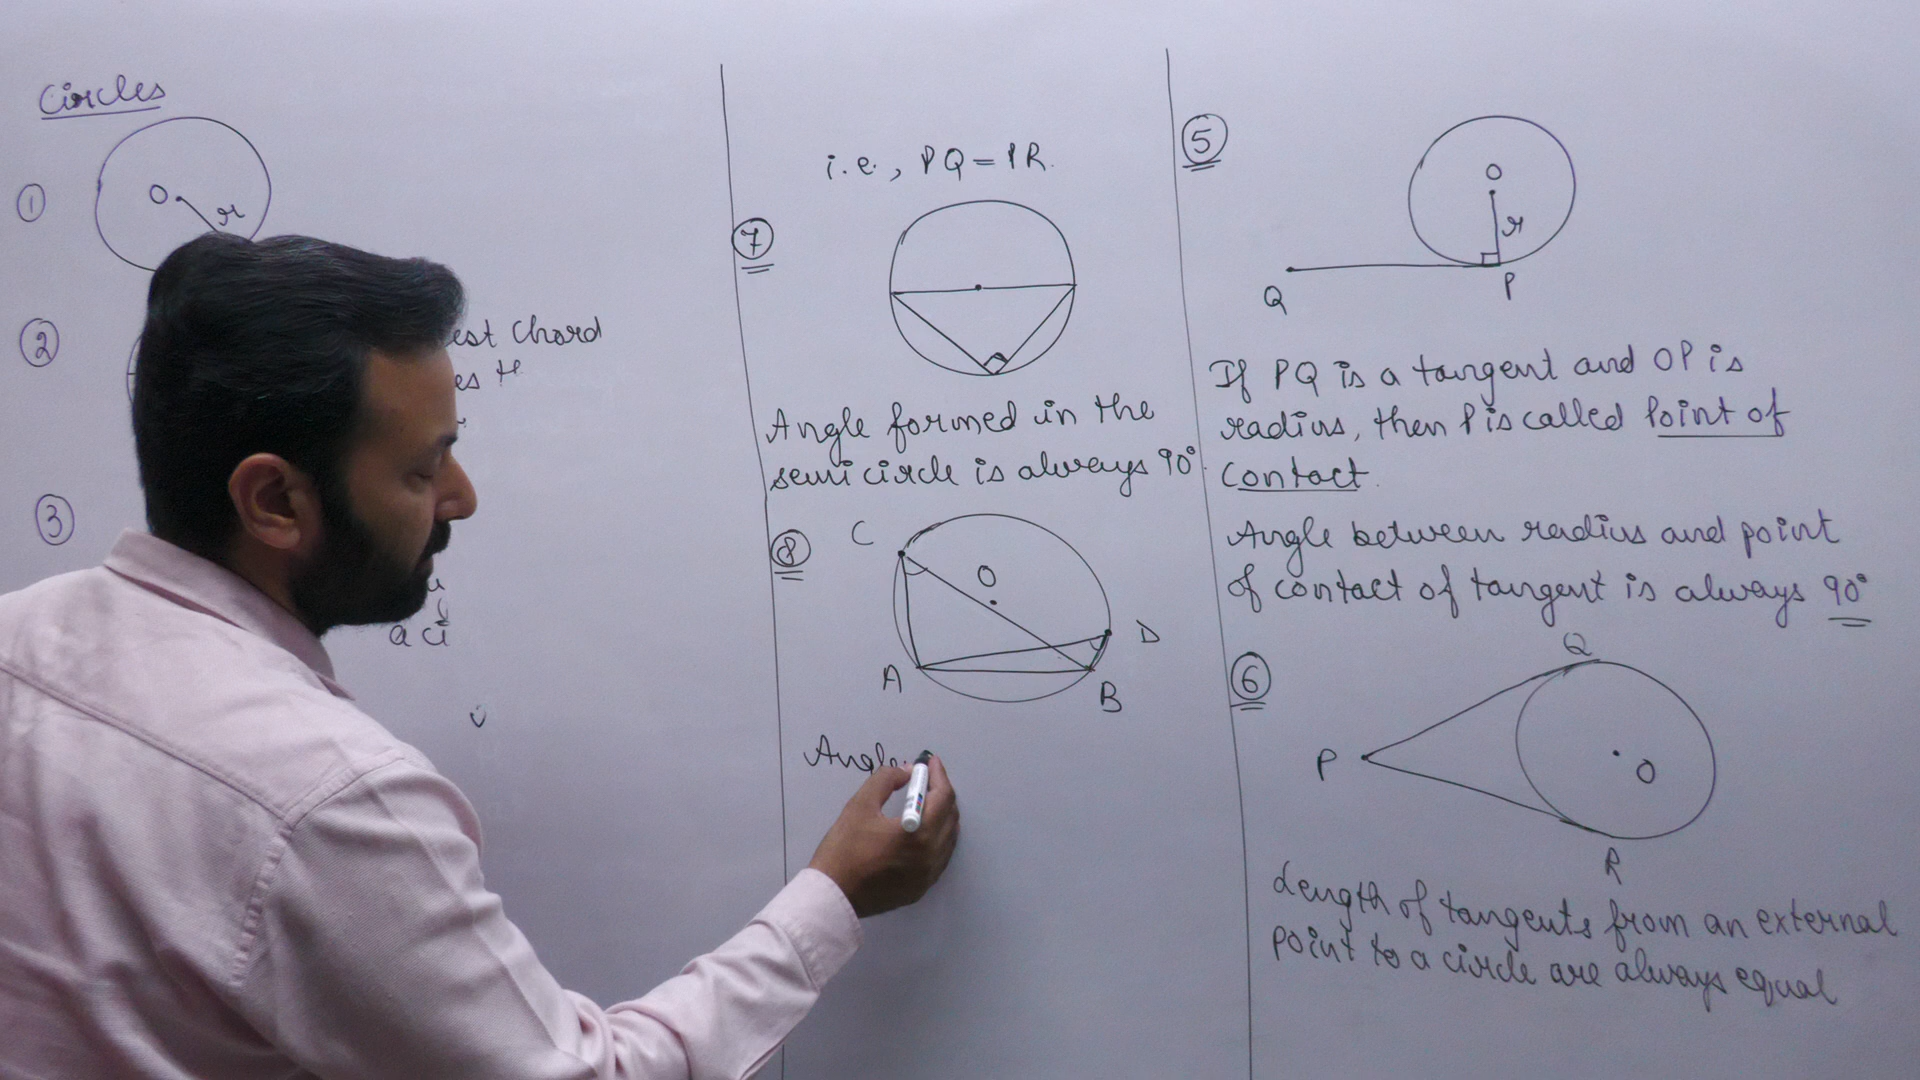 Circles
①
O
r
②
est Chord
es th
③
a ci
i.e., PQ = PR.
⑦
Angle formed in the
semi circle is always 90°.
⑧
C
O
D
A
B
Angle
⑤
O
r
Q
P
If PQ is a tangent and OP is
radius, then P is called Point of
Contact.
Angle between radius and point
of contact of tangent is always 90°
⑥
Q
P
O
R
Length of tangents from an external
point to a circle are always equal